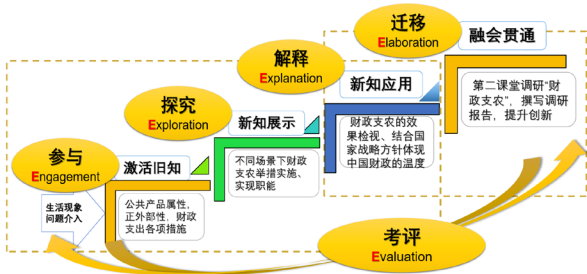 迁移
Elaboration
融会贯通
解释
Explanation
新知应用
第二课堂调研“财
政支农”，撰写调研
报告，提升创新
探究
Exploration
新知展示
财政支农的效
果检视、结合国
家战略方针体现
中国财政的温度
参与
Engagement
激活旧知
不同场景下财政
支农举措实施、
实现职能
生活现象
问题介入
公共产品属性，
正外部性，财政
支出各项措施
考评
Evaluation